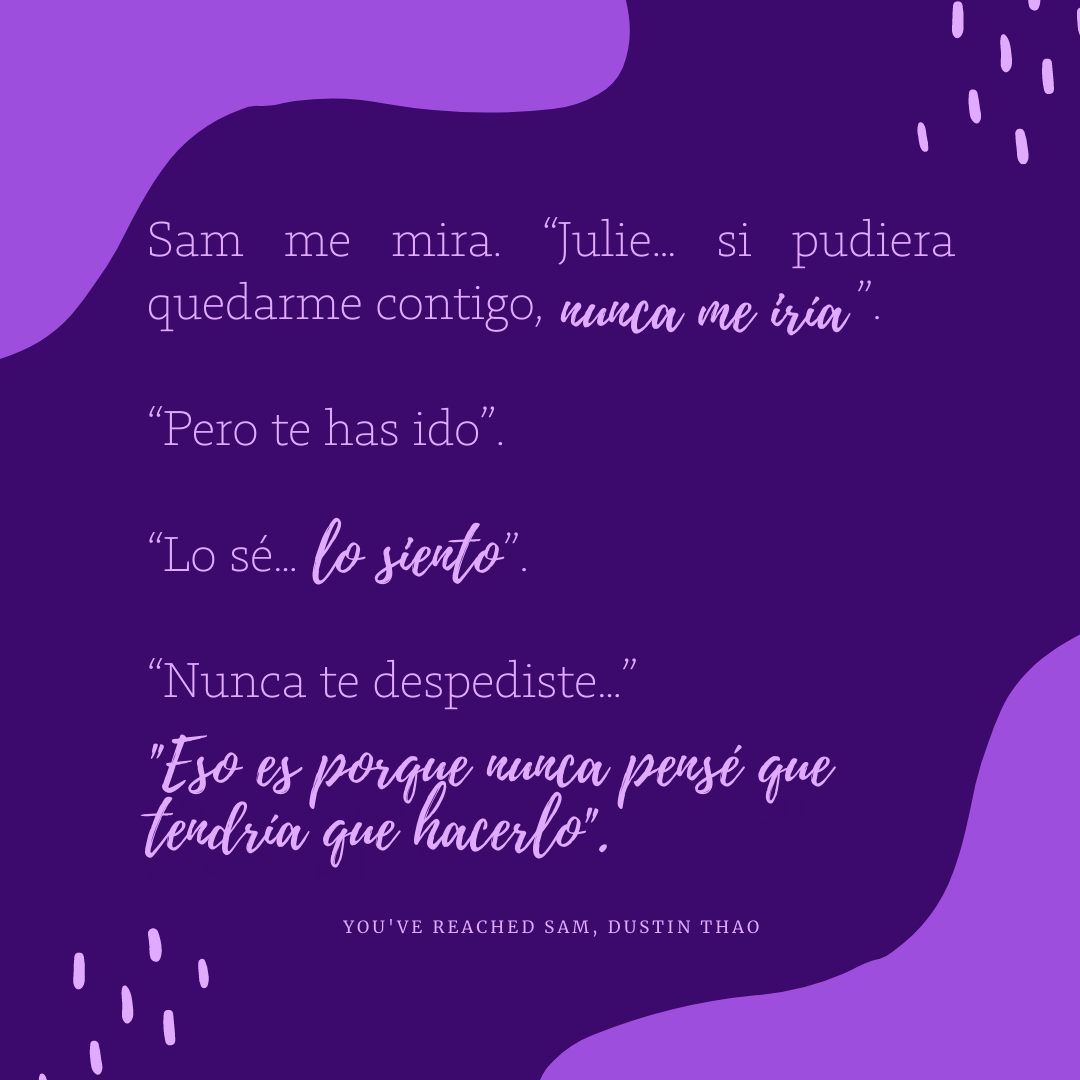 Sam me mira. “Julie... si pudiera
quedarme contigo, nunca me iría ”.
“Pero te has ido”.
“Lo sé... lo siento”.
“Nunca te despediste...”
"Eso es porque nunca pensé que
tendría que hacerlo".
YOU'VE REACHED SAM, DUSTIN THAO